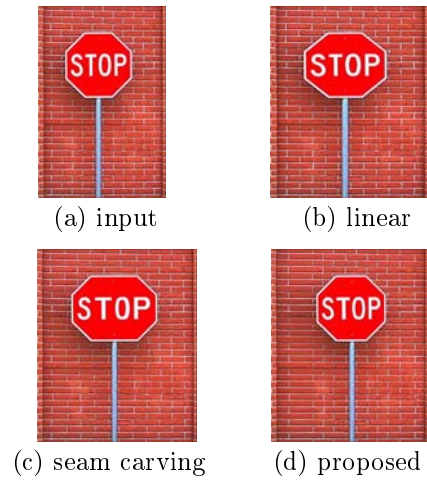 STOP
STOP
(a) input
(b) linear
STOP
STOP
(c) seam carving
(d) proposed